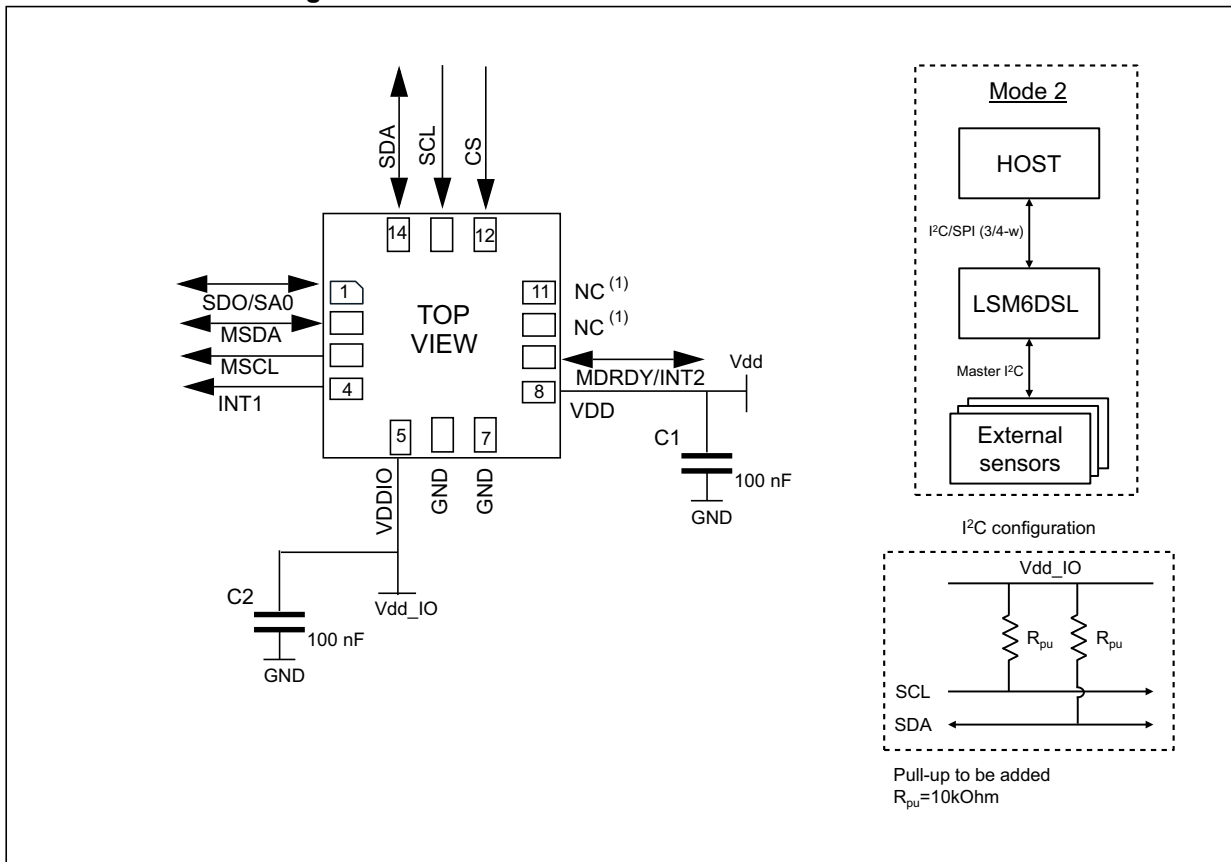 g
SDA
SCL
CS
14
12
1
11
4
8
5
7
TOP
VIEW
SDO/SA0
MSDA
MSCL
INT1
NC (1)
NC (1)
MDRDY/INT2
Vdd
VDD
C1
100 nF
GND
VDDIO
GND
GND
C2
100 nF
GND
Vdd_IO
Mode 2
HOST
I²C/SPI (3/4-w)
LSM6DSL
Master I²C
External
sensors
I²C configuration
Vdd_IO
Rpu
Rpu
SCL
SDA
Pull-up to be added
Rpu=10kOhm